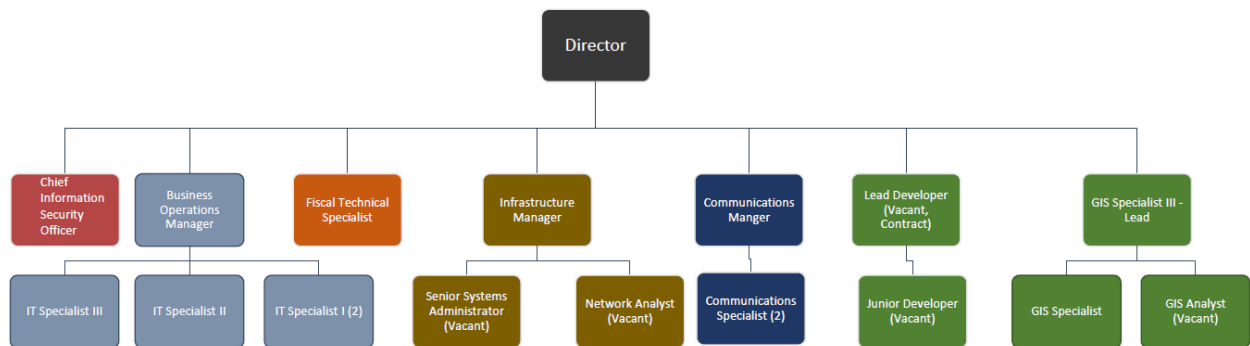 Director
Chief
Information
Security
Officer
Business
Operations
Manager
Fiscal Technical
Specialist
Infrastructure
Manager
Communications
Manger
Lead Developer
(Vacant,
Contract)
GIS Specialist III -
Lead
IT Specialist III
IT Specialist II
IT Specialist I (2)
Senior Systems
Administrator
(Vacant)
Network Analyst
(Vacant)
Communications
Specialist (2)
Junior Developer
(Vacant)
GIS Specialist
GIS Analyst
(Vacant)